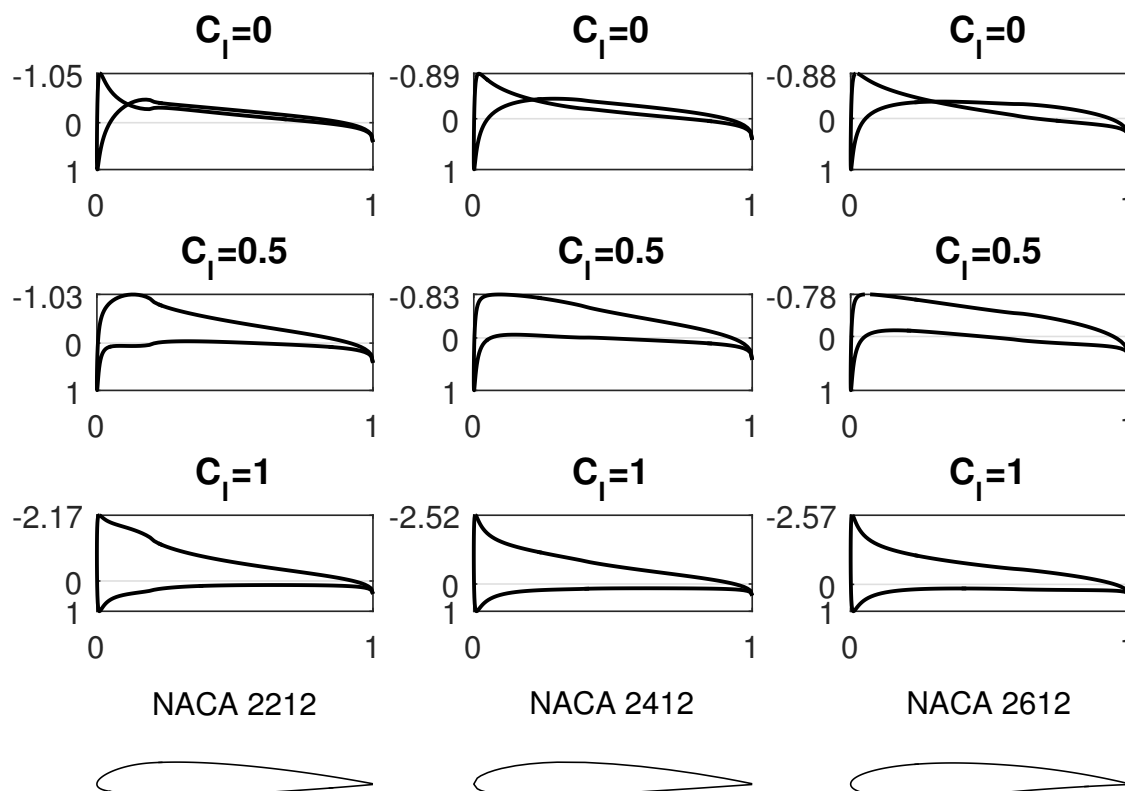 C_l=0 C_l=0 C_l=0
-1.05 -0.89 -0.88
0 0 0
1 1 1
0 1 0 1 0 1
C_l=0.5 C_l=0.5 C_l=0.5
-1.03 -0.83 -0.78
0 0 0
1 1 1
0 1 0 1 0 1
C_l=1 C_l=1 C_l=1
-2.17 -2.52 -2.57
0 0 0
1 1 1
0 1 0 1 0 1
NACA 2212 NACA 2412 NACA 2612